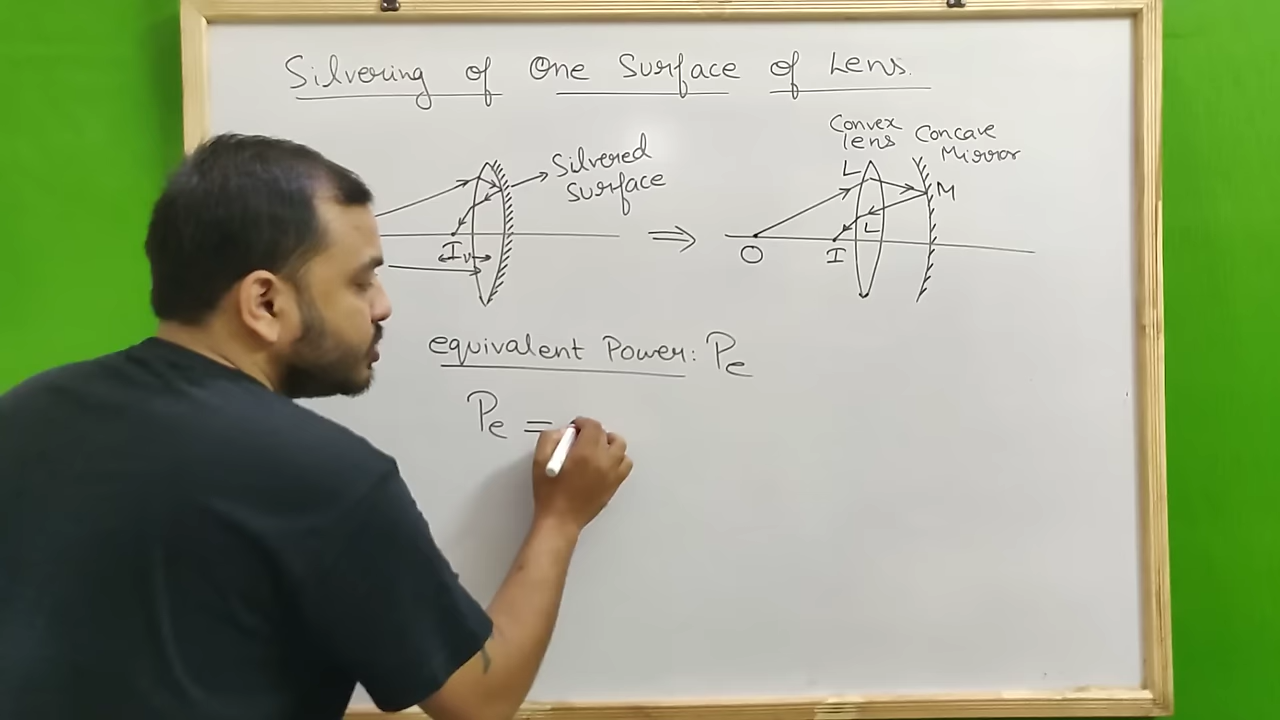 Silvering of One Surface of Lens.
Silvered
Surface
I
Convex
lens
Concave
Mirror
L
M
L
O
I
equivalent Power: Pe
Pe =